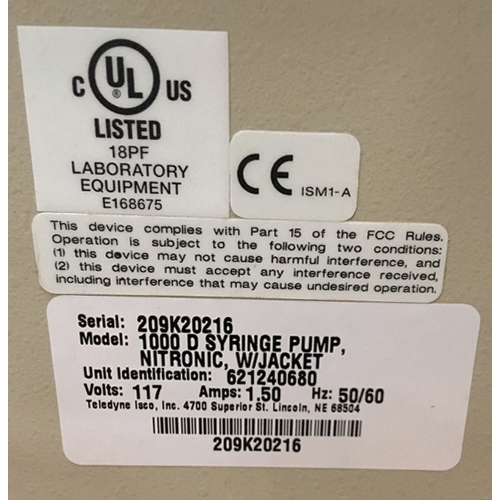 C UL US
®
LISTED
18PF
LABORATORY
EQUIPMENT
E168675
CE ISM1-A
This device complies with Part 15 of the FCC Rules.
Operation is subject to the following two conditions:
(1) this device may not cause harmful interference, and
(2) this device must accept any interference received,
including interference that may cause undesired operation.
Serial: 209K20216
Model: 1000 D SYRINGE PUMP,
NITRONIC, W/JACKET
Unit Identification: 621240680
Volts: 117 Amps: 1.50 Hz: 50/60
Teledyne Isco, Inc. 4700 Superior St. Lincoln, NE 68504
209K20216